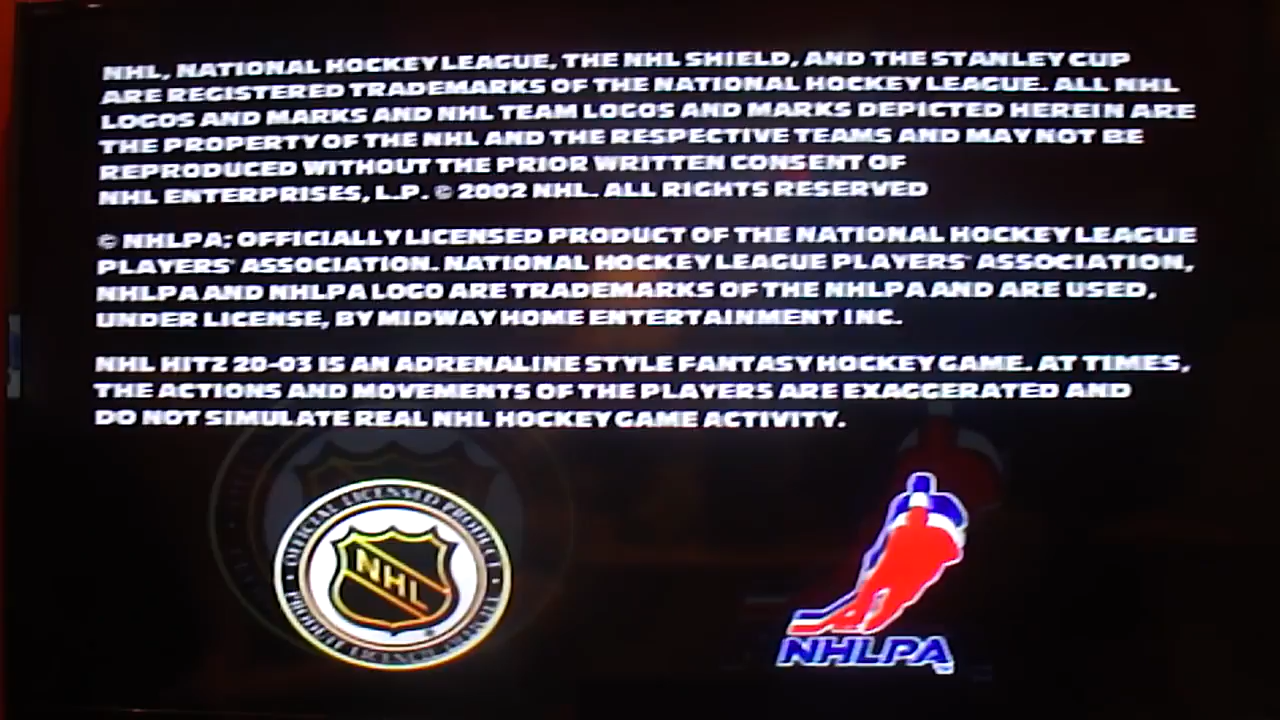 NHL, NATIONAL HOCKEY LEAGUE, THE NHL SHIELD, AND THE STANLEY CUP
ARE REGISTERED TRADEMARKS OF THE NATIONAL HOCKEY LEAGUE. ALL NHL
LOGOS AND MARKS AND NHL TEAM LOGOS AND MARKS DEPICTED HEREIN ARE
THE PROPERTY OF THE NHL AND THE RESPECTIVE TEAMS AND MAY NOT BE
REPRODUCED WITHOUT THE PRIOR WRITTEN CONSENT OF
NHL ENTERPRISES, L.P. © 2002 NHL. ALL RIGHTS RESERVED
© NHLPA; OFFICIALLY LICENSED PRODUCT OF THE NATIONAL HOCKEY LEAGUE
PLAYERS' ASSOCIATION. NATIONAL HOCKEY LEAGUE PLAYERS' ASSOCIATION,
NHLPA AND NHLPA LOGO ARE TRADEMARKS OF THE NHLPA AND ARE USED,
UNDER LICENSE, BY MIDWAY HOME ENTERTAINMENT INC.
NHL HITZ 20-03 IS AN ADRENALINE STYLE FANTASY HOCKEY GAME. AT TIMES,
THE ACTIONS AND MOVEMENTS OF THE PLAYERS ARE EXAGGERATED AND
DO NOT SIMULATE REAL NHL HOCKEY GAME ACTIVITY.
OFFICIAL LICENSED PRODUCT
NHL
PRODUIT LICENCIÉ OFFICIEL
NHLPA